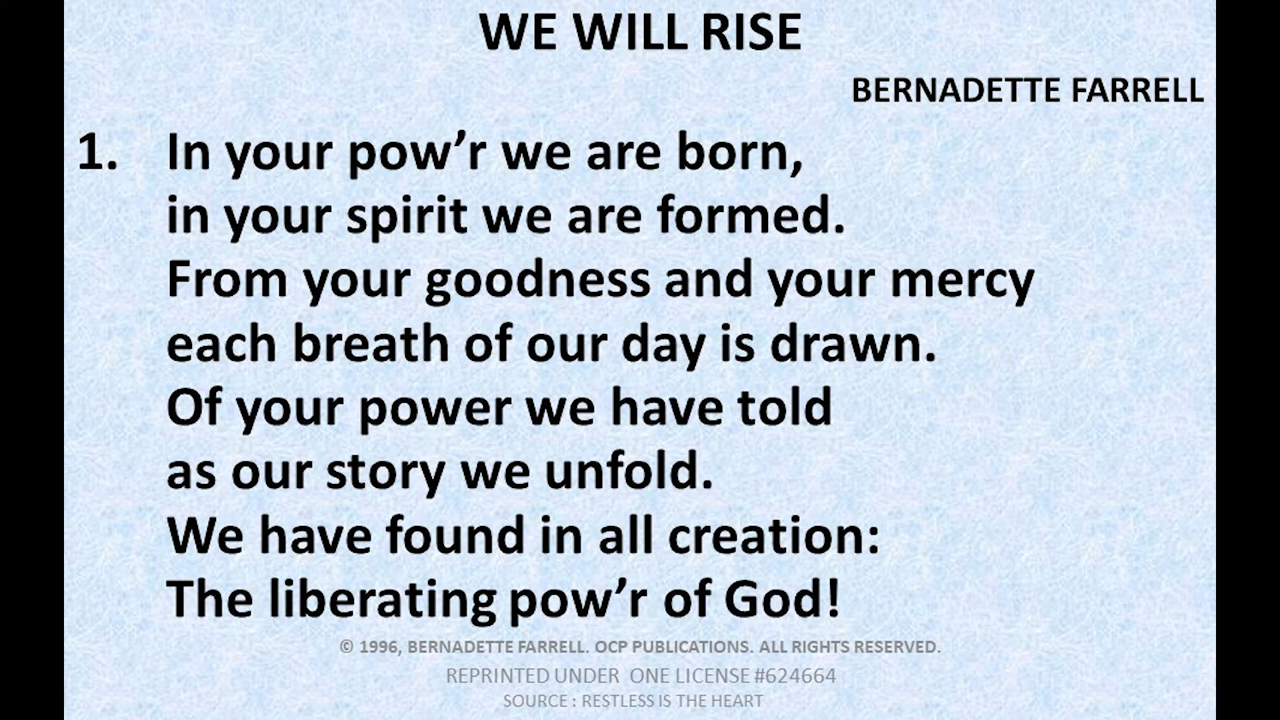 WE WILL RISE
BERNADETTE FARRELL
1. In your pow’r we are born,
in your spirit we are formed.
From your goodness and your mercy
each breath of our day is drawn.
Of your power we have told
as our story we unfold.
We have found in all creation:
The liberating pow’r of God!
© 1996, BERNADETTE FARRELL. OCP PUBLICATIONS. ALL RIGHTS RESERVED.
REPRINTED UNDER ONE LICENSE #624664
SOURCE : RESTLESS IS THE HEART